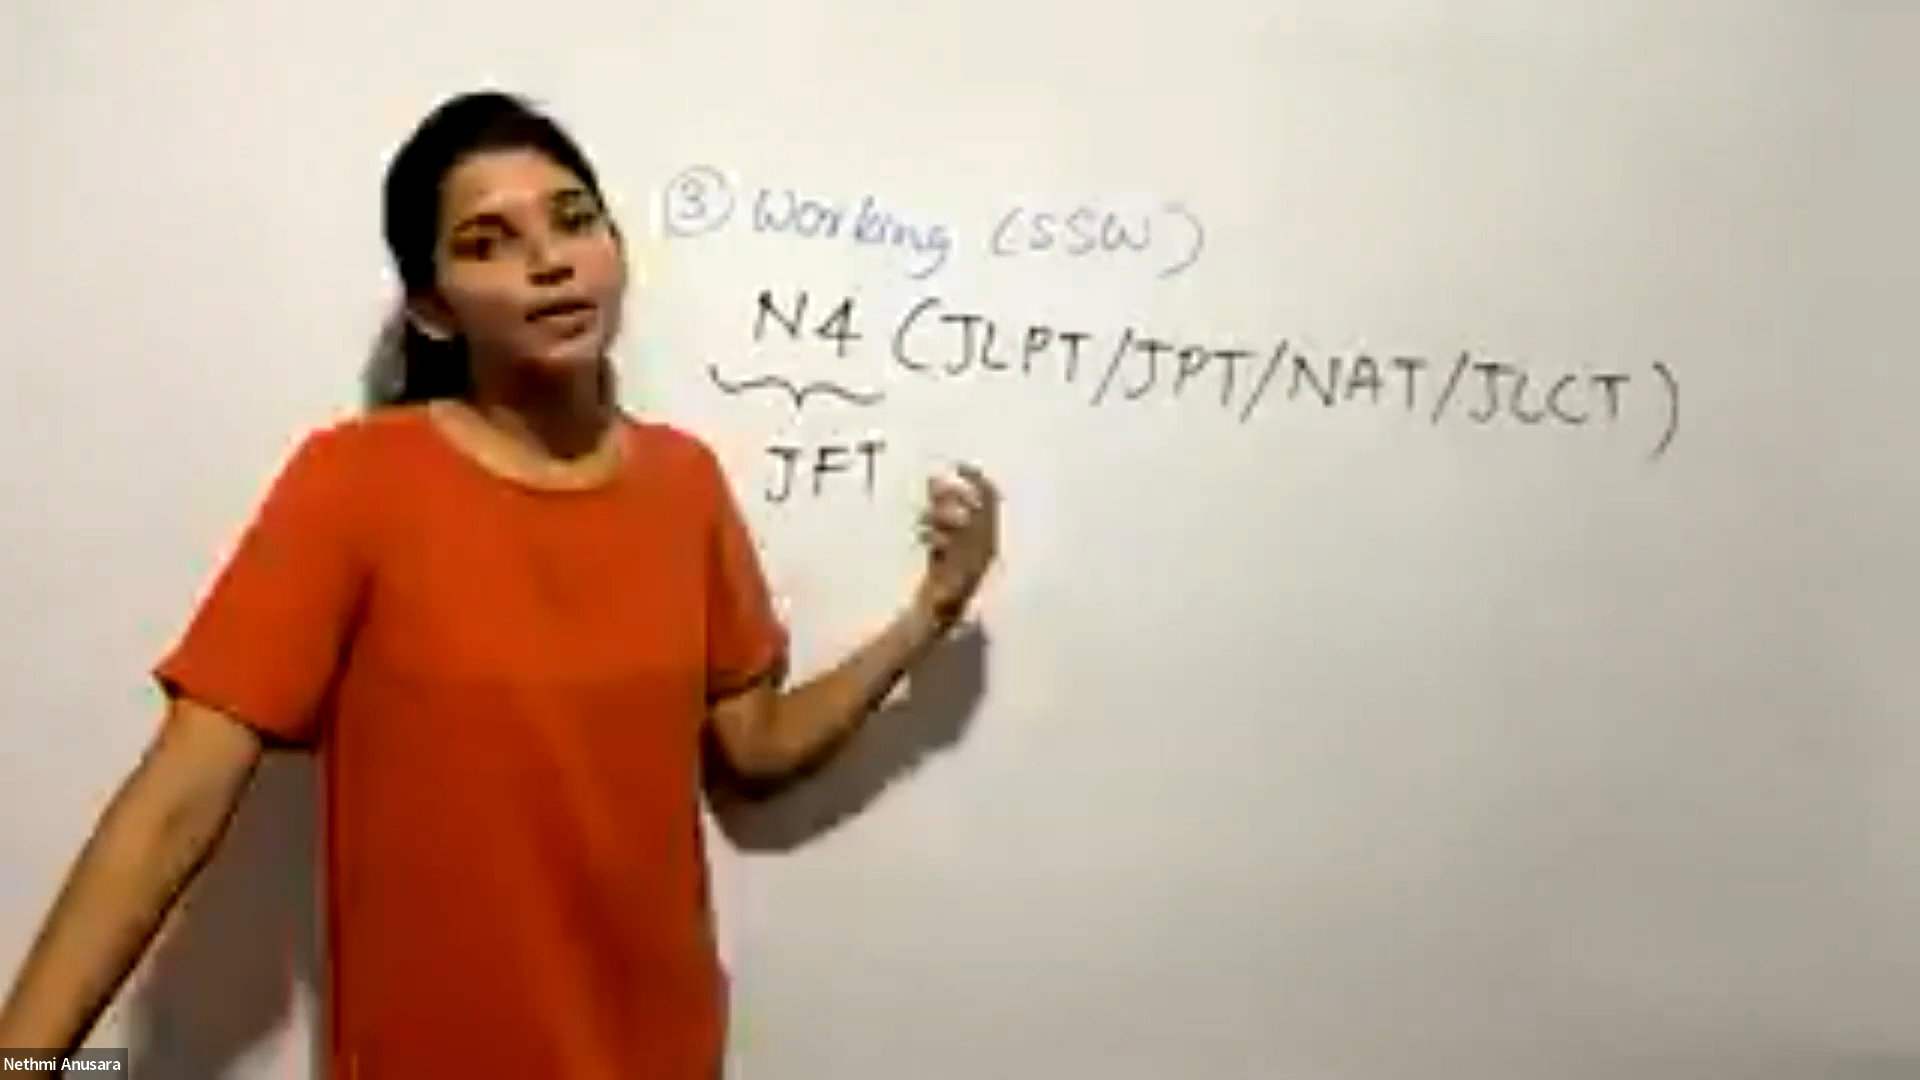 ③ Working (SSW)
N4 (JLPT/JPT/NAT/JLCT)
JFT
Nethmi Anusara